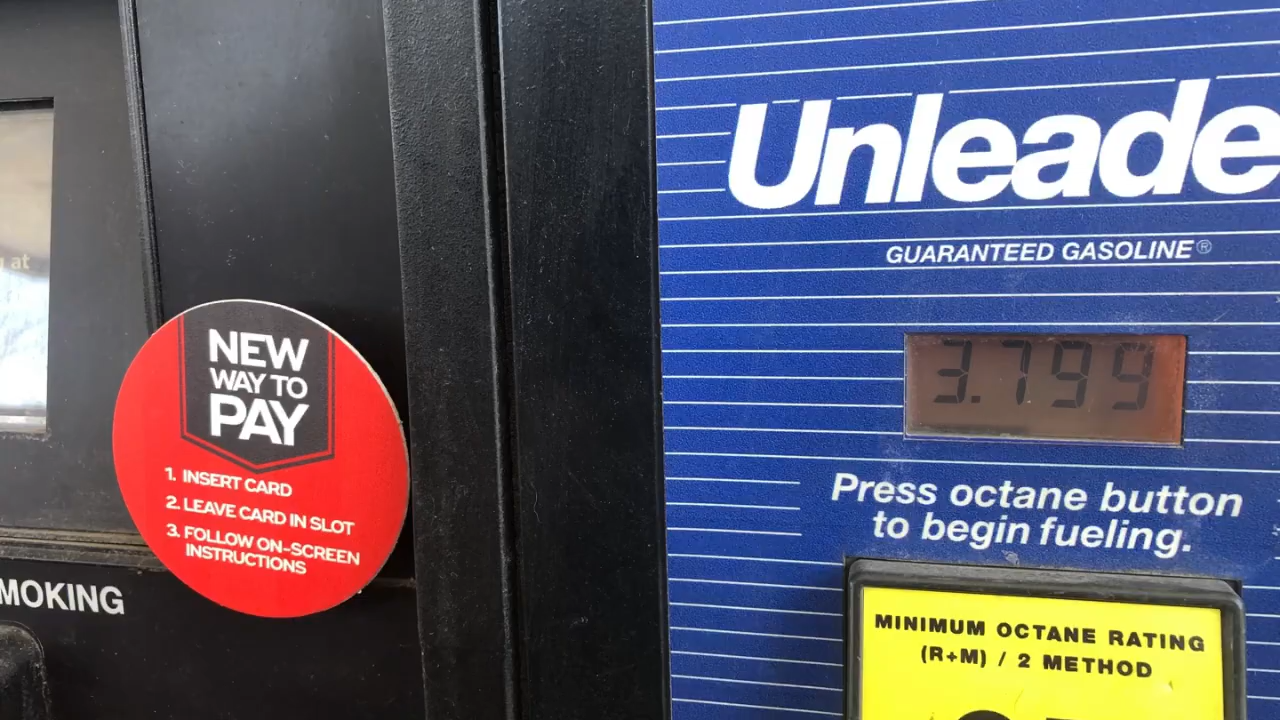 at
NEW
WAY TO
PAY
1. INSERT CARD
2. LEAVE CARD IN SLOT
3. FOLLOW ON-SCREEN
INSTRUCTIONS
MOKING
Unleade
GUARANTEED GASOLINE®
3.799
Press octane button
to begin fueling.
MINIMUM OCTANE RATING
(R+M) / 2 METHOD